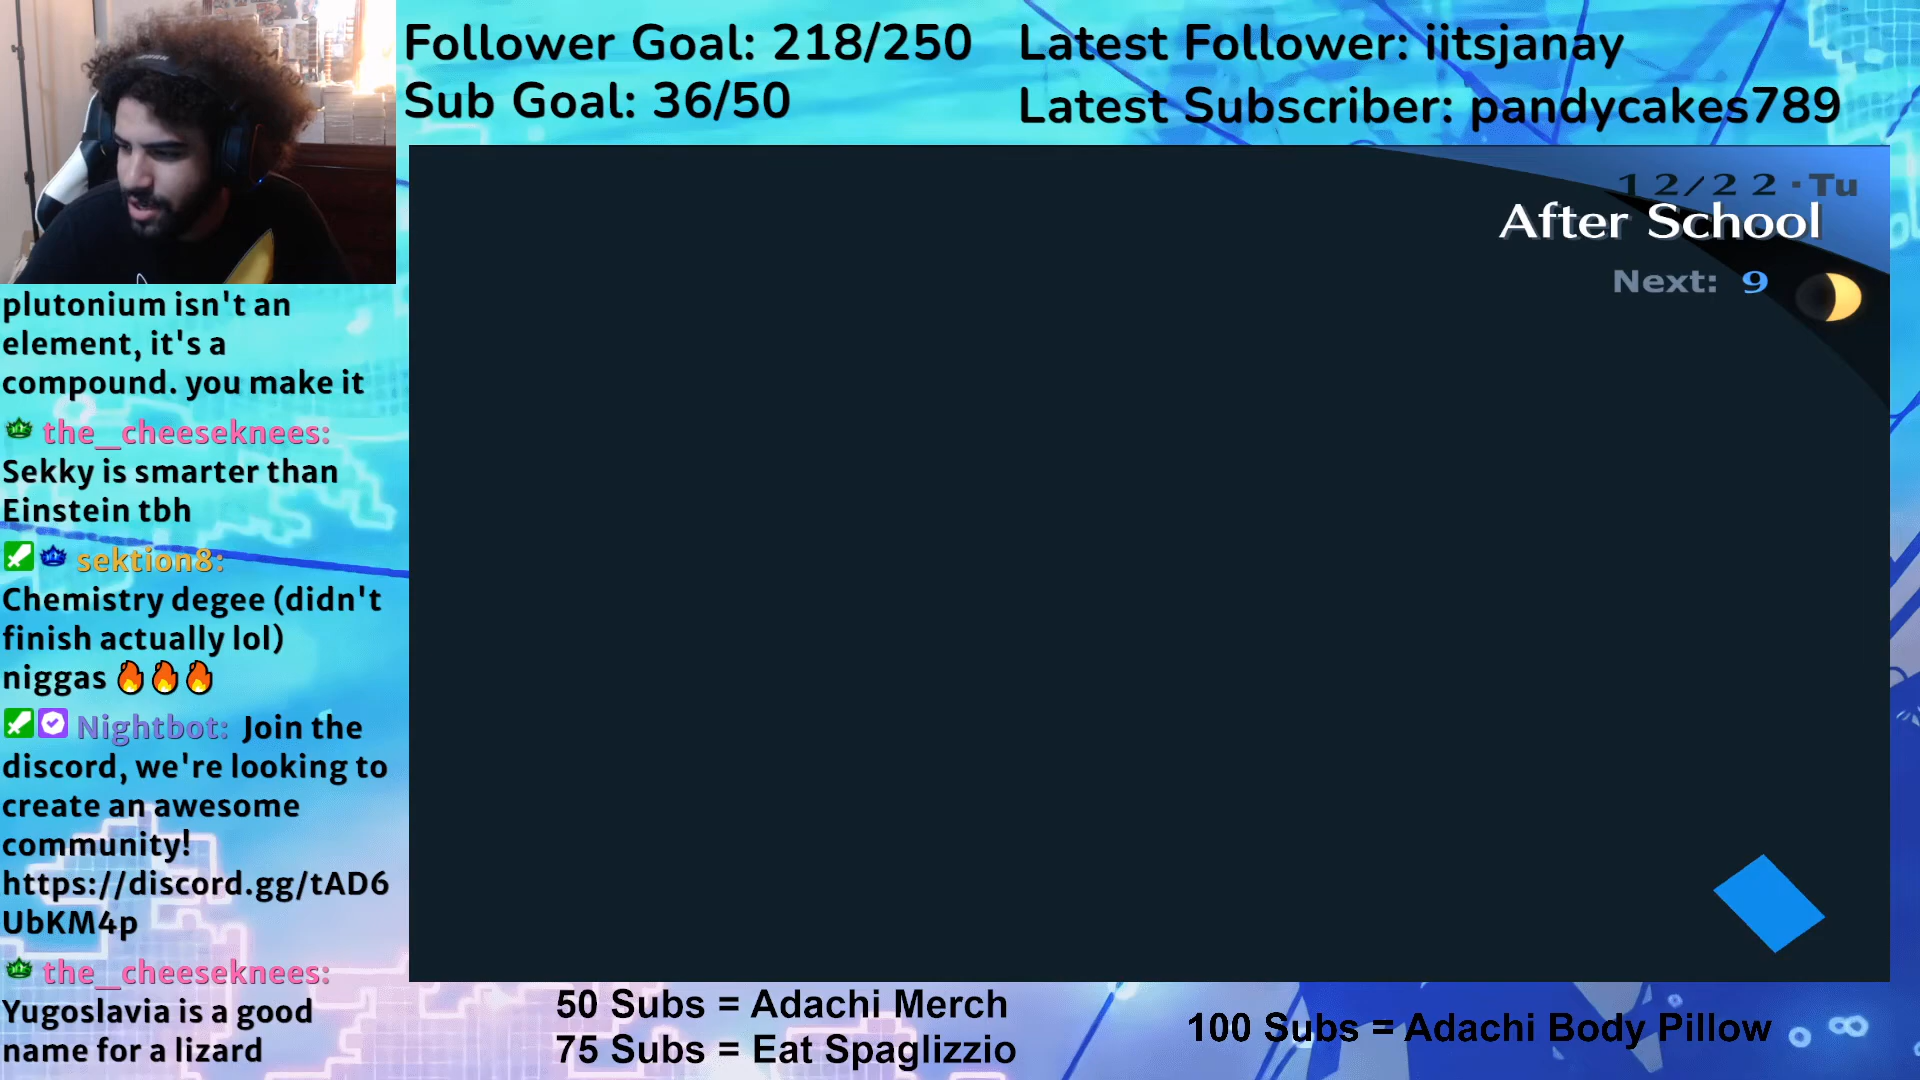 Follower Goal: 218/250
Sub Goal: 36/50
Latest Follower: iitsjanay
Latest Subscriber: pandycakes789
12/22·Tu
After School
Next: 9
plutonium isn't an
element, it's a
compound. you make it
the__cheeseknees:
Sekky is smarter than
Einstein tbh
sektion8:
Chemistry degee (didn't
finish actually lol)
niggas 🔥🔥🔥
Nightbot: Join the
discord, we're looking to
create an awesome
community!
https://discord.gg/tAD6
UbKM4p
the__cheeseknees:
Yugoslavia is a good
name for a lizard
50 Subs = Adachi Merch
75 Subs = Eat Spaglizzio
100 Subs = Adachi Body Pillow